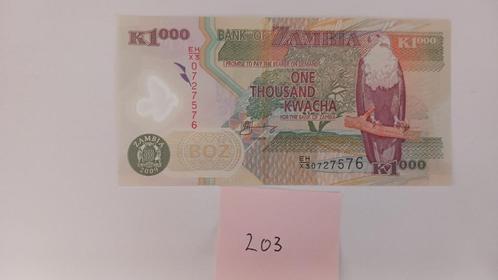 K1000
BANK OF ZAMBIA
K1000
I PROMISE TO PAY THE BEARER ON DEMAND
EH/X3 0727576
ONE
THOUSAND
KWACHA
FOR THE BANK OF ZAMBIA
ZAMBIA
2009
BOZ
EH/X3 0727576
K1000
203